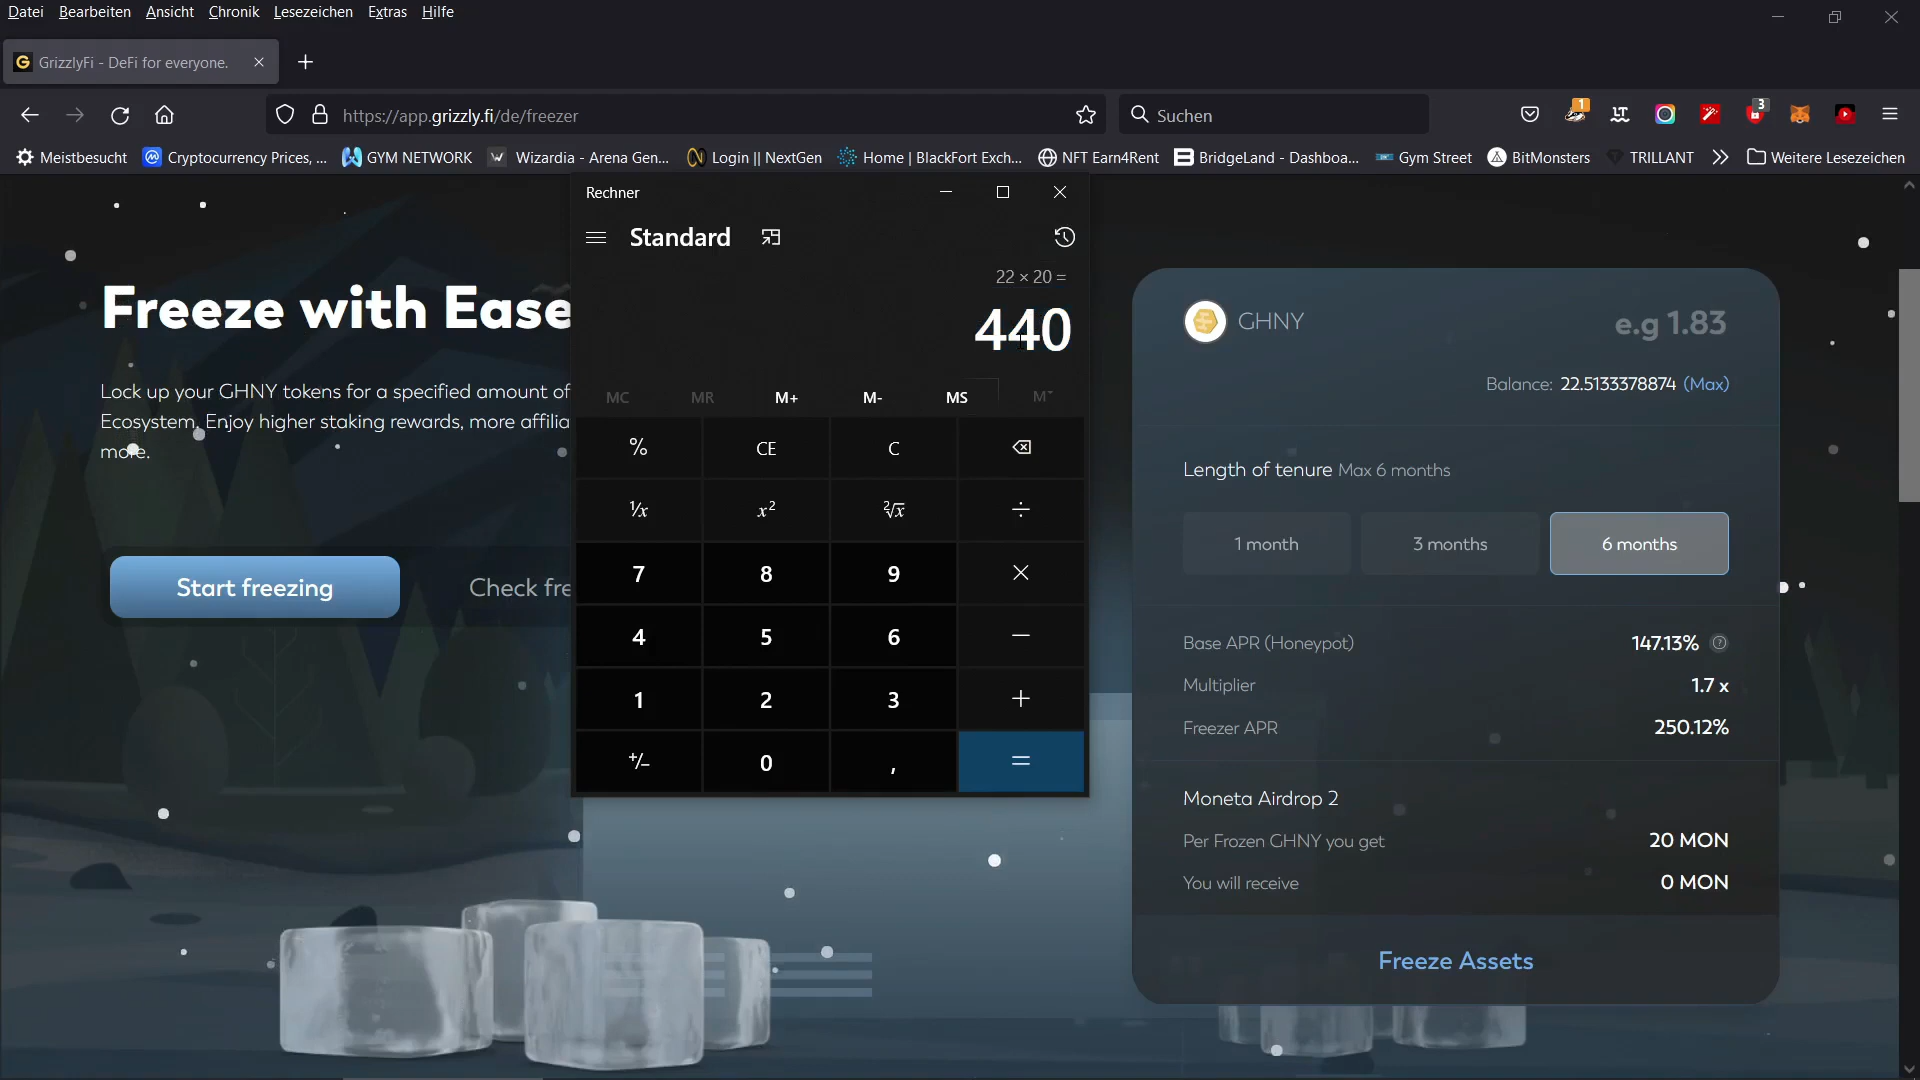 Datei Bearbeiten Ansicht Chronik Lesezeichen Extras Hilfe
GrizzlyFi - DeFi for everyone.
https://app.grizzly.fi/de/freezer
Suchen
1
3
Meistbesucht Cryptocurrency Prices, ... GYM NETWORK Wizardia - Arena Gen... Login || NextGen Home | BlackFort Exch... NFT Earn4Rent BridgeLand - Dashboa... Gym Street BitMonsters TRILLANT Weitere Lesezeichen
Freeze with Ease
Lock up your GHNY tokens for a specified amount of
Ecosystem. Enjoy higher staking rewards, more affilia
more.
Start freezing
Check fre
Rechner
Standard
22 × 20 =
440
MC MR M+ M- MS M˅
% CE C
⅟x x² ²√x ÷
7 8 9 ×
4 5 6 −
1 2 3 +
+/− 0 , =
GHNY e.g 1.83
Balance: 22.5133378874 (Max)
Length of tenure Max 6 months
1 month 3 months 6 months
Base APR (Honeypot) 147.13% ?
Multiplier 1.7 x
Freezer APR 250.12%
Moneta Airdrop 2
Per Frozen GHNY you get 20 MON
You will receive 0 MON
Freeze Assets